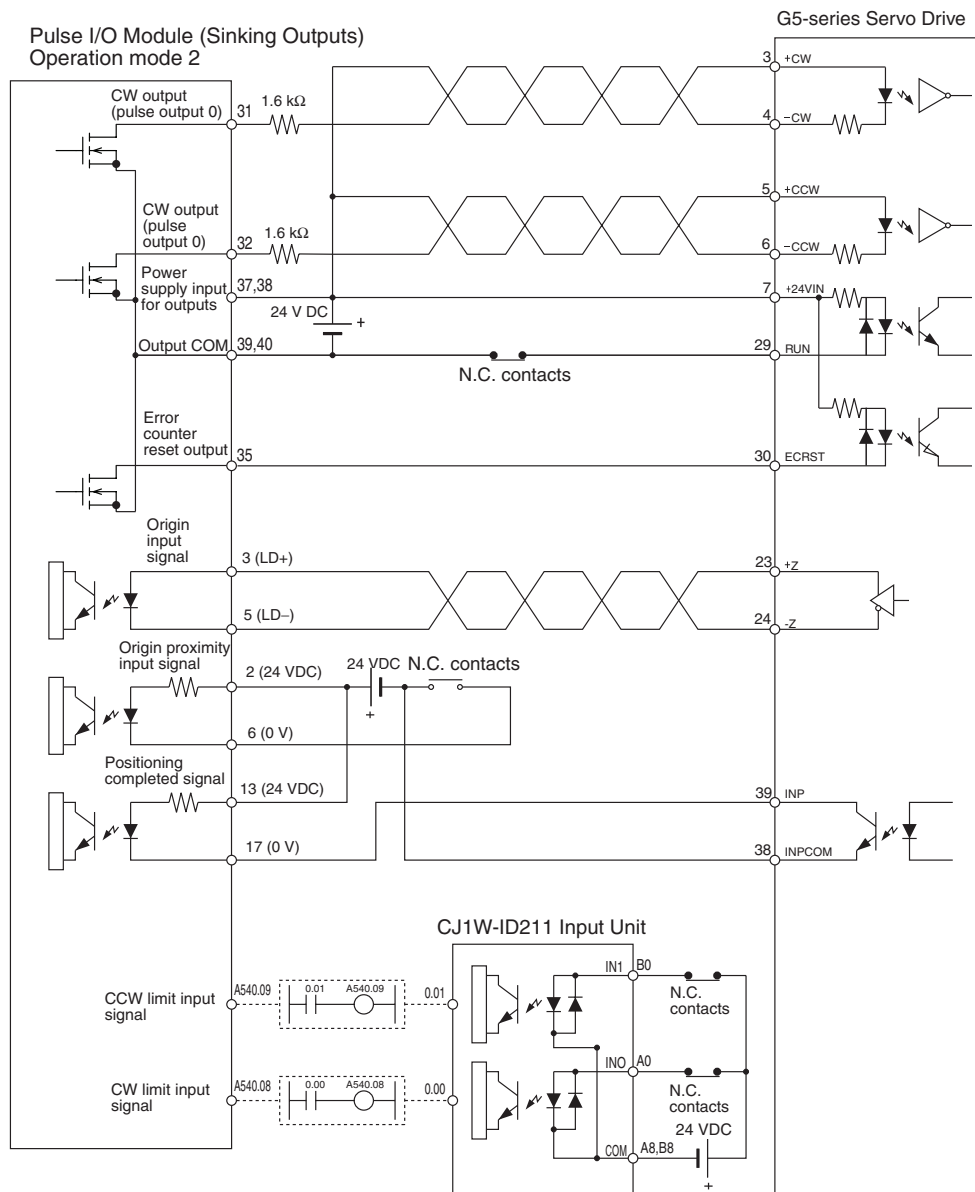 G5-series Servo Drive
Pulse I/O Module (Sinking Outputs)
Operation mode 2
CW output
(pulse output 0)
31
1.6 kΩ
3
+CW
4
−CW
CW output
(pulse
output 0)
32
1.6 kΩ
5
+CCW
6
−CCW
Power
supply input
for outputs
37,38
24 V DC
+
7
+24VIN
Output COM
39,40
N.C. contacts
29
RUN
Error
counter
reset output
35
30
ECRST
Origin
input
signal
3 (LD+)
23
+Z
5 (LD−)
24
-Z
Origin proximity
input signal
2 (24 VDC)
24 VDC
N.C. contacts
+
6 (0 V)
Positioning
completed signal
13 (24 VDC)
39
INP
17 (0 V)
38
INPCOM
CJ1W-ID211 Input Unit
CCW limit input
signal
A540.09
0.01
A540.09
0.01
IN1
B0
N.C.
contacts
CW limit input
signal
A540.08
0.00
A540.08
0.00
INO
A0
N.C.
contacts
24 VDC
COM
A8,B8
+